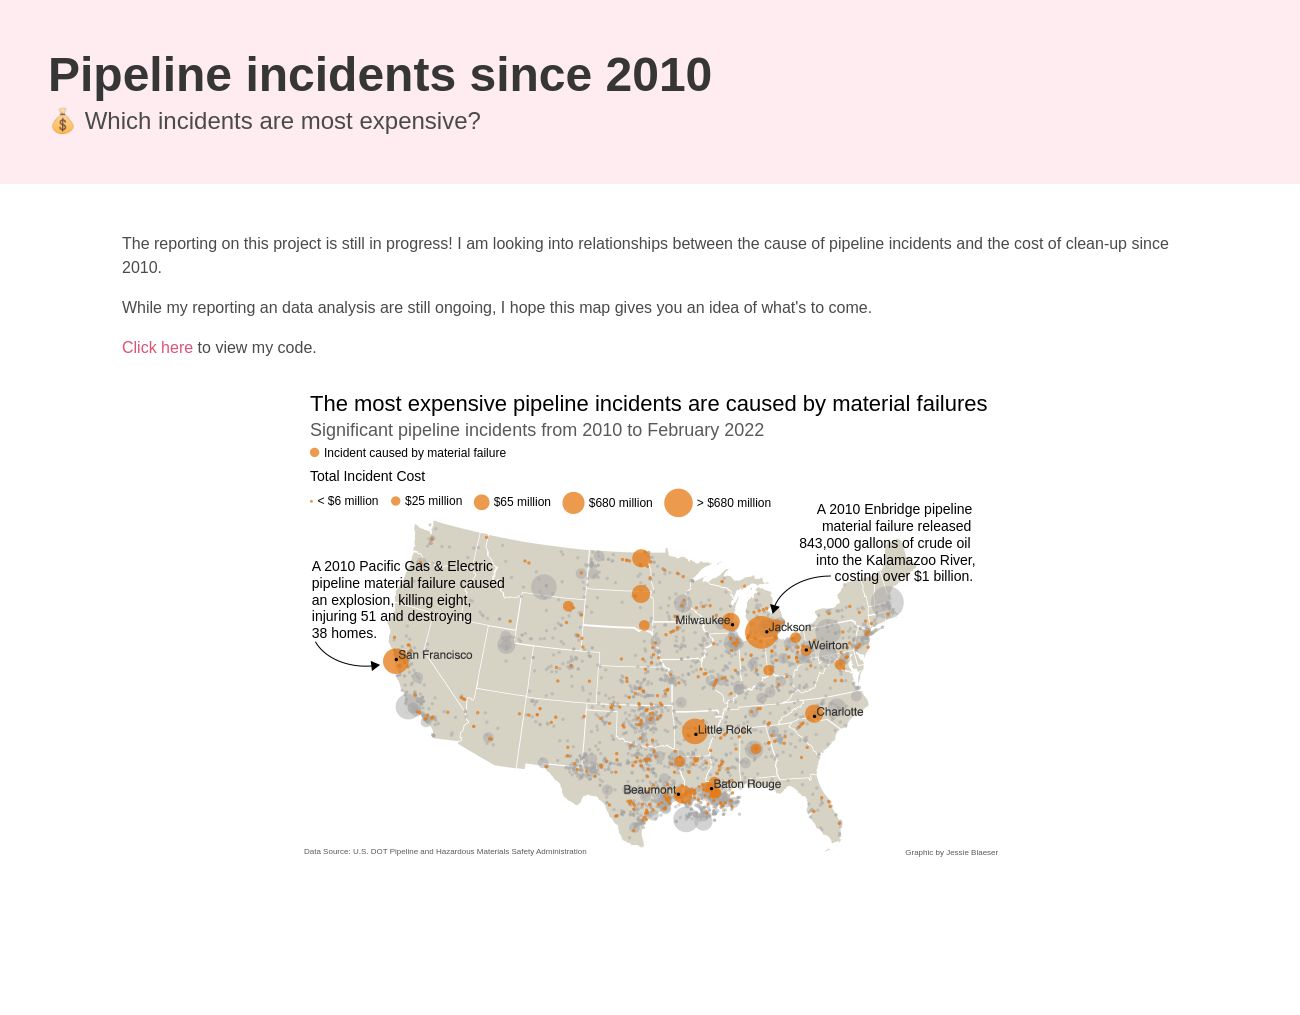 Pipeline incidents since 2010
💰 Which incidents are most expensive?
The reporting on this project is still in progress! I am looking into relationships between the cause of pipeline incidents and the cost of clean-up since
2010.
While my reporting an data analysis are still ongoing, I hope this map gives you an idea of what's to come.
Click here to view my code.
The most expensive pipeline incidents are caused by material failures
Significant pipeline incidents from 2010 to February 2022
Incident caused by material failure
Total Incident Cost
< $6 million $25 million $65 million $680 million > $680 million
A 2010 Enbridge pipeline
material failure released
843,000 gallons of crude oil
into the Kalamazoo River,
costing over $1 billion.
A 2010 Pacific Gas & Electric
pipeline material failure caused
an explosion, killing eight,
injuring 51 and destroying
38 homes.
Milwaukee
Jackson
Weirton
San Francisco
Charlotte
Little Rock
Baton Rouge
Beaumont
Data Source: U.S. DOT Pipeline and Hazardous Materials Safety Administration
Graphic by Jessie Blaeser